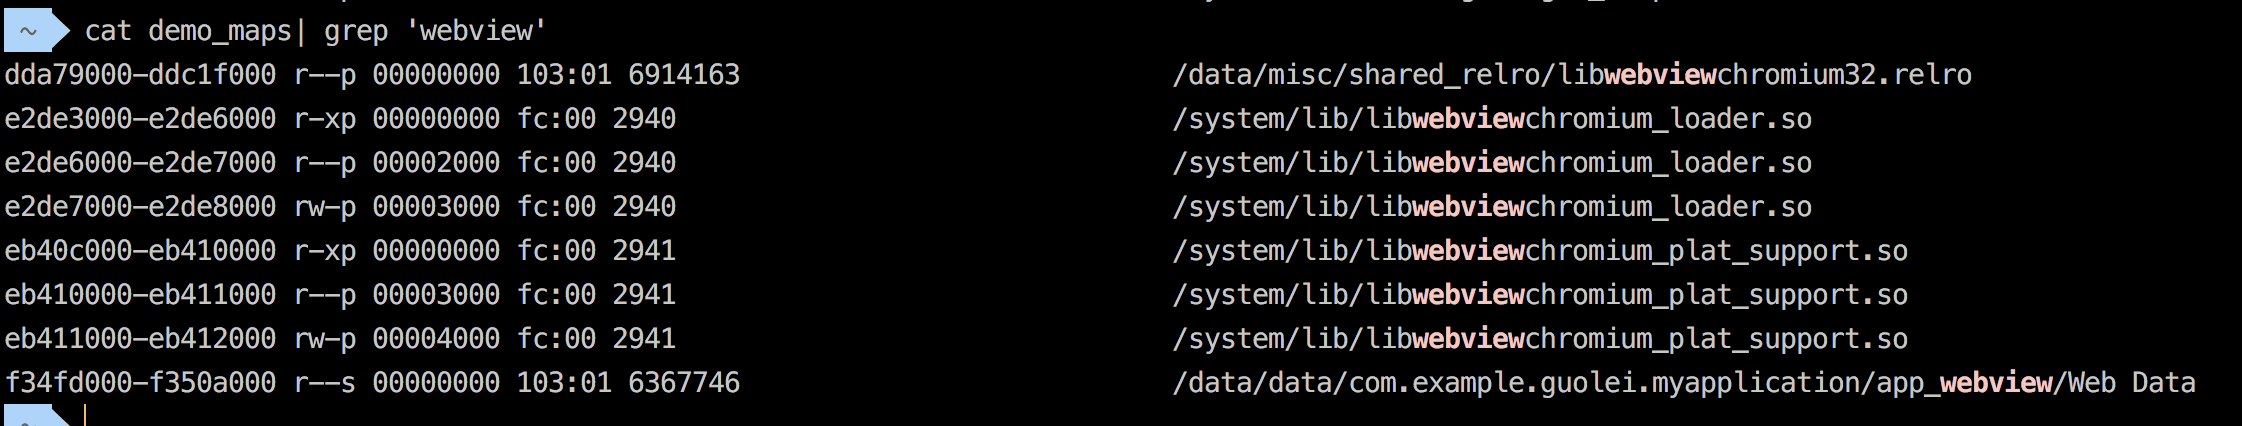 ~ cat demo_maps| grep 'webview'
dda79000-ddc1f000 r--p 00000000 103:01 6914163 /data/misc/shared_relro/libwebviewchromium32.relro
e2de3000-e2de6000 r-xp 00000000 fc:00 2940 /system/lib/libwebviewchromium_loader.so
e2de6000-e2de7000 r--p 00002000 fc:00 2940 /system/lib/libwebviewchromium_loader.so
e2de7000-e2de8000 rw-p 00003000 fc:00 2940 /system/lib/libwebviewchromium_loader.so
eb40c000-eb410000 r-xp 00000000 fc:00 2941 /system/lib/libwebviewchromium_plat_support.so
eb410000-eb411000 r--p 00003000 fc:00 2941 /system/lib/libwebviewchromium_plat_support.so
eb411000-eb412000 rw-p 00004000 fc:00 2941 /system/lib/libwebviewchromium_plat_support.so
f34fd000-f350a000 r--s 00000000 103:01 6367746 /data/data/com.example.guolei.myapplication/app_webview/Web Data